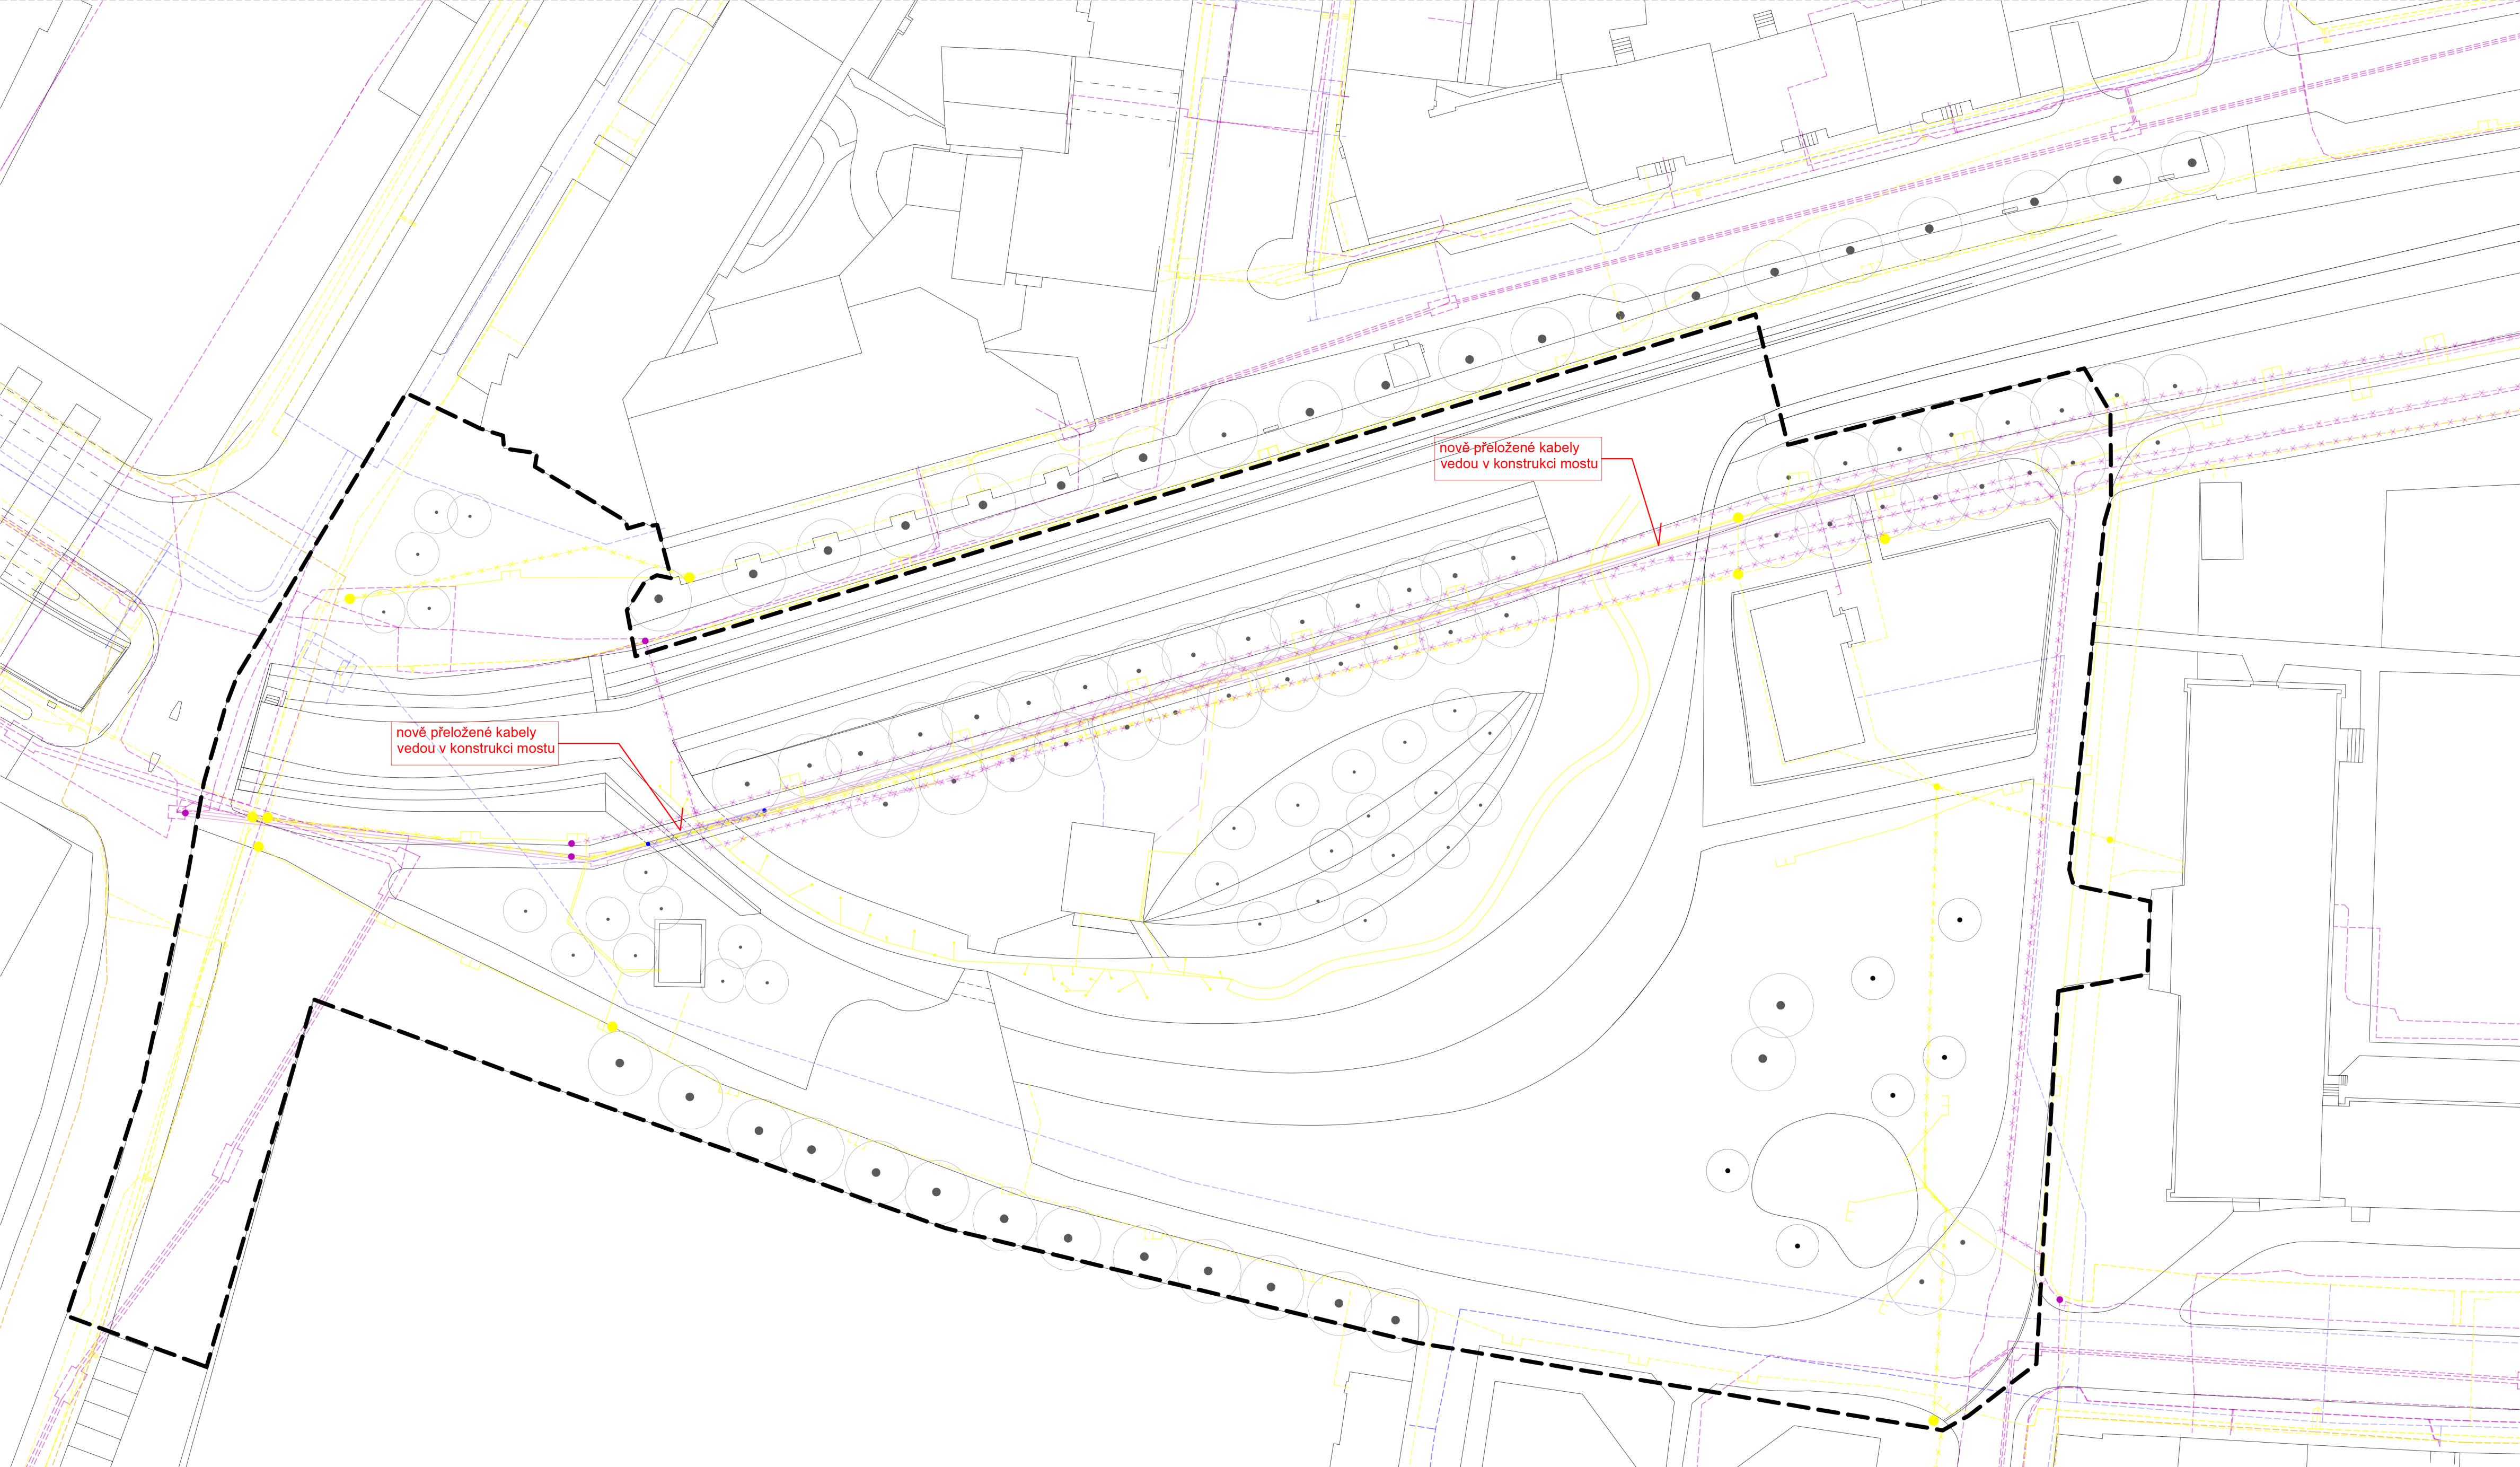 nově přeložené kabely
vedou v konstrukci mostu
nově přeložené kabely
vedou v konstrukci mostu